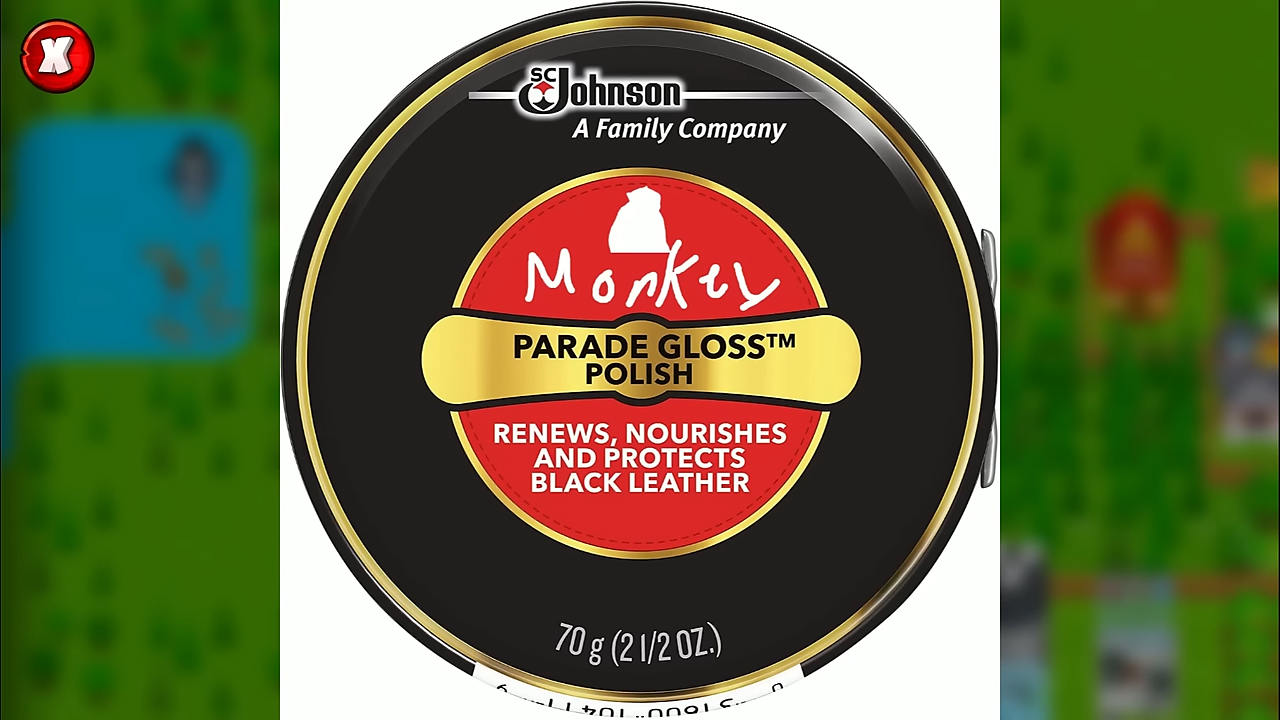 X
SC Johnson
A Family Company
Monkey
PARADE GLOSS™
POLISH
RENEWS, NOURISHES
AND PROTECTS
BLACK LEATHER
70 g (2 1/2 OZ.)